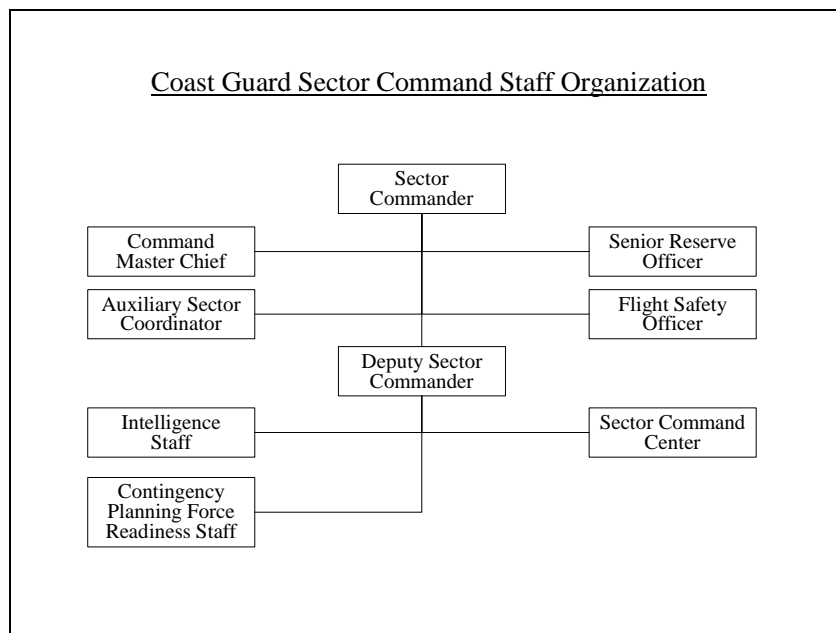 Coast Guard Sector Command Staff Organization
Sector
Commander
Command
Master Chief
Senior Reserve
Officer
Auxiliary Sector
Coordinator
Flight Safety
Officer
Deputy Sector
Commander
Intelligence
Staff
Sector Command
Center
Contingency
Planning Force
Readiness Staff